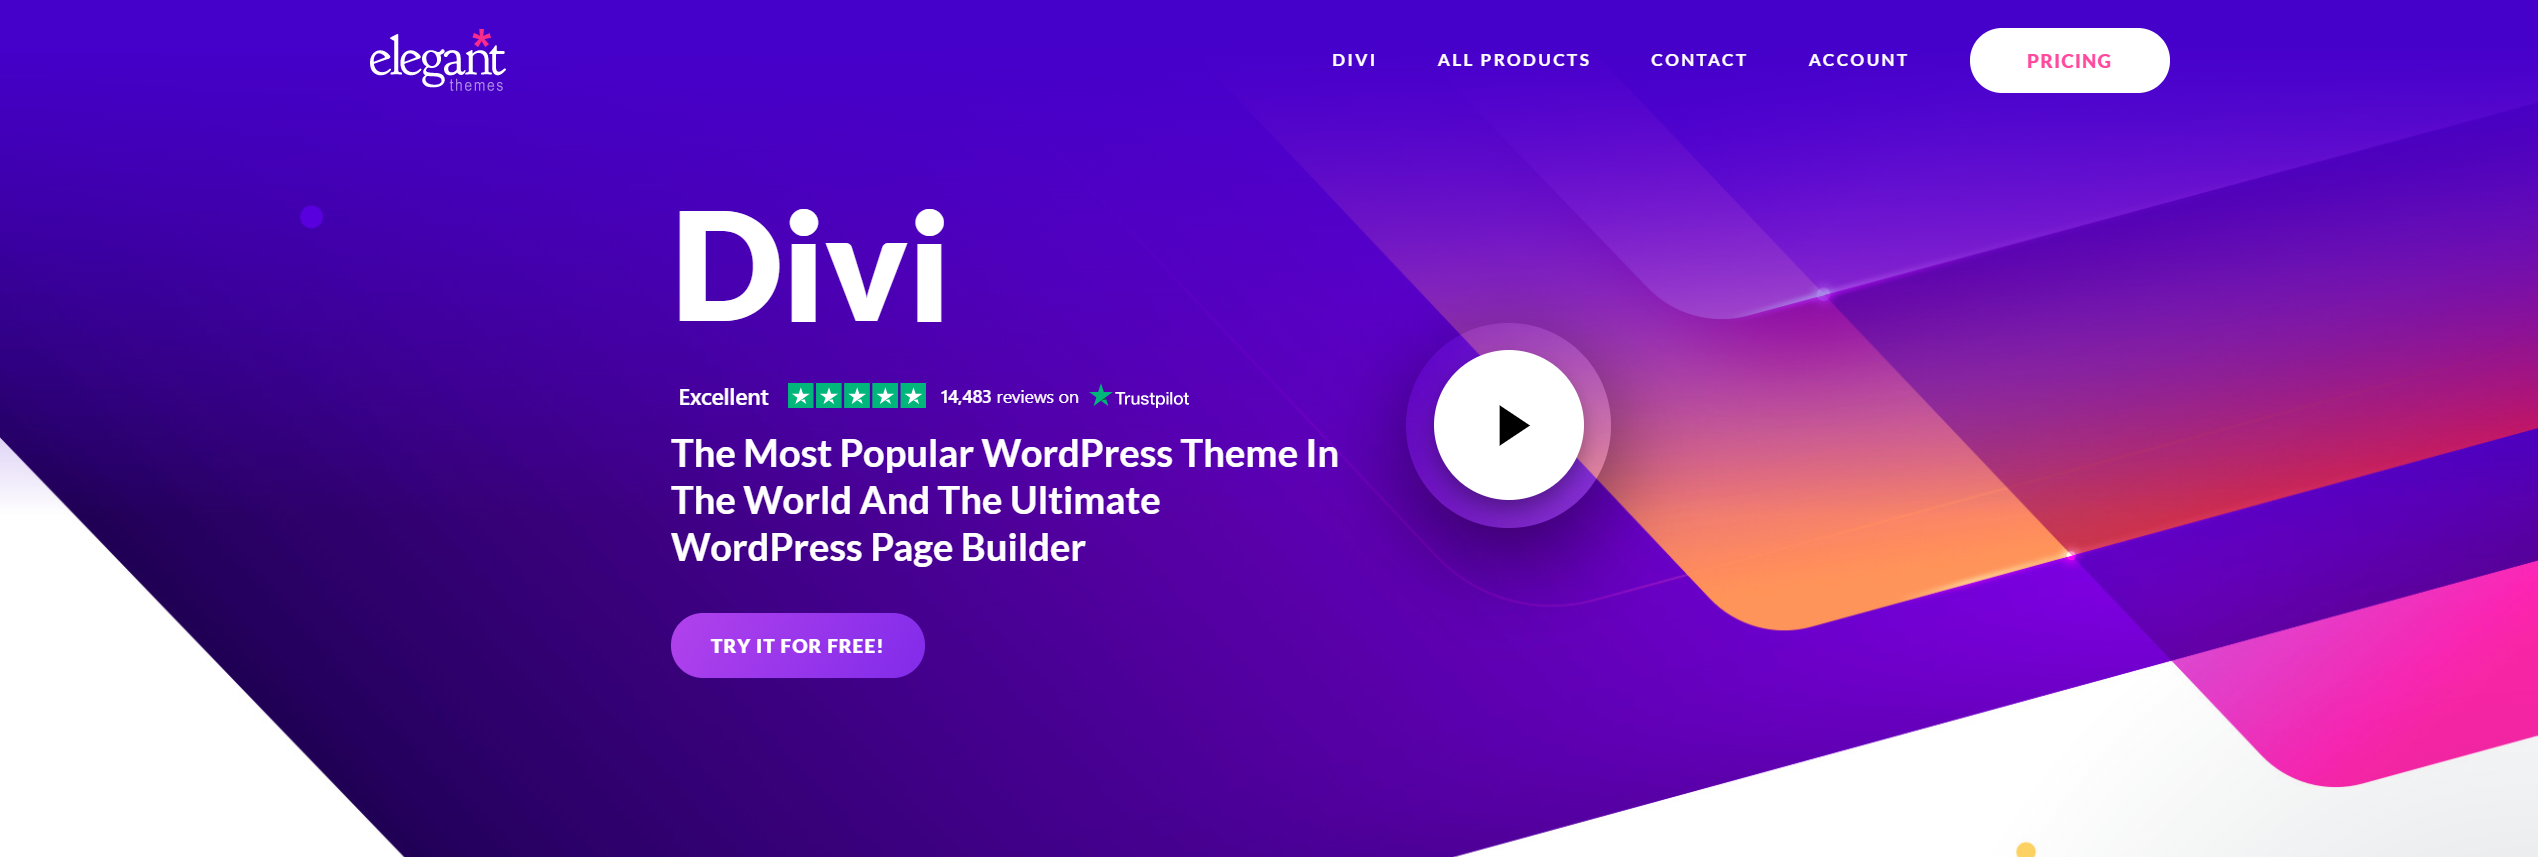 elegant
themes
DIVI
ALL PRODUCTS
CONTACT
ACCOUNT
PRICING
Divi
Excellent 14,483 reviews on Trustpilot
The Most Popular WordPress Theme In
The World And The Ultimate
WordPress Page Builder
TRY IT FOR FREE!